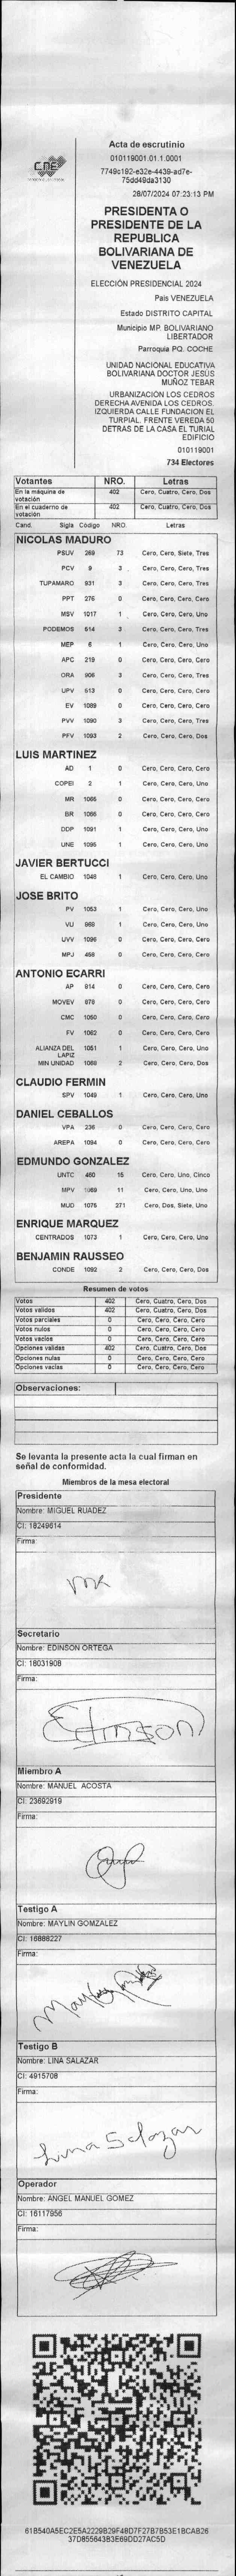 CNE
Acta de escrutinio
010119001.01.1.0001
7749c192-e32e-4439-ad7e-
75dd49da3130
28/07/2024 07:23:13 PM
PRESIDENTA O
PRESIDENTE DE LA
REPUBLICA
BOLIVARIANA DE
VENEZUELA
ELECCIÓN PRESIDENCIAL 2024
País VENEZUELA
Estado DISTRITO CAPITAL
Municipio MP. BOLIVARIANO
LIBERTADOR
Parroquia PQ. COCHE
UNIDAD NACIONAL EDUCATIVA
BOLIVARIANA DOCTOR JESÚS
MUÑOZ TEBAR
URBANIZACIÓN LOS CEDROS
DERECHA AVENIDA LOS CEDROS.
IZQUIERDA CALLE FUNDACION EL
TURPIAL. FRENTE VEREDA 50
DETRAS DE LA CASA EL TURIAL
EDIFICIO
010119001
734 Electores
Votantes NRO. Letras
En la máquina de votación 402 Cero, Cuatro, Cero, Dos
En el cuaderno de votación 402 Cero, Cuatro, Cero, Dos
Cand. Sigla Código NRO. Letras
NICOLAS MADURO
PSUV 269 73 Cero, Cero, Siete, Tres
PCV 9 3 Cero, Cero, Cero, Tres
TUPAMARO 931 3 Cero, Cero, Cero, Tres
PPT 276 0 Cero, Cero, Cero, Cero
MSV 1017 1 Cero, Cero, Cero, Uno
PODEMOS 614 3 Cero, Cero, Cero, Tres
MEP 6 1 Cero, Cero, Cero, Uno
APC 219 0 Cero, Cero, Cero, Cero
ORA 906 3 Cero, Cero, Cero, Tres
UPV 613 0 Cero, Cero, Cero, Cero
EV 1089 0 Cero, Cero, Cero, Cero
PVV 1090 3 Cero, Cero, Cero, Tres
PFV 1093 2 Cero, Cero, Cero, Dos
LUIS MARTINEZ
AD 1 0 Cero, Cero, Cero, Cero
COPEI 2 1 Cero, Cero, Cero, Uno
MR 1065 0 Cero, Cero, Cero, Cero
BR 1066 0 Cero, Cero, Cero, Cero
DDP 1091 1 Cero, Cero, Cero, Uno
UNE 1095 1 Cero, Cero, Cero, Uno
JAVIER BERTUCCI
EL CAMBIO 1048 1 Cero, Cero, Cero, Uno
JOSE BRITO
PV 1053 1 Cero, Cero, Cero, Uno
VU 969 1 Cero, Cero, Cero, Uno
UVV 1096 0 Cero, Cero, Cero, Cero
MPJ 458 0 Cero, Cero, Cero, Cero
ANTONIO ECARRI
AP 814 0 Cero, Cero, Cero, Cero
MOVEV 979 0 Cero, Cero, Cero, Cero
CMC 1050 0 Cero, Cero, Cero, Cero
FV 1062 0 Cero, Cero, Cero, Cero
ALIANZA DEL LAPIZ 1051 1 Cero, Cero, Cero, Uno
MIN UNIDAD 1068 2 Cero, Cero, Cero, Dos
CLAUDIO FERMIN
SPV 1049 1 Cero, Cero, Cero, Uno
DANIEL CEBALLOS
VPA 236 0 Cero, Cero, Cero, Cero
AREPA 1094 0 Cero, Cero, Cero, Cero
EDMUNDO GONZALEZ
UNTC 460 15 Cero, Cero, Uno, Cinco
MPV 1069 11 Cero, Cero, Uno, Uno
MUD 1075 271 Cero, Dos, Siete, Uno
ENRIQUE MARQUEZ
CENTRADOS 1073 1 Cero, Cero, Cero, Uno
BENJAMIN RAUSSEO
CONDE 1092 2 Cero, Cero, Cero, Dos
Resumen de votos
Votos 402 Cero, Cuatro, Cero, Dos
Votos validos 402 Cero, Cuatro, Cero, Dos
Votos parciales 0 Cero, Cero, Cero, Cero
Votos nulos 0 Cero, Cero, Cero, Cero
Votos vacios 0 Cero, Cero, Cero, Cero
Opciones validas 402 Cero, Cuatro, Cero, Dos
Opciones nulas 0 Cero, Cero, Cero, Cero
Opciones vacias 0 Cero, Cero, Cero, Cero
Observaciones:
Se levanta la presente acta la cual firman en
señal de conformidad.
Miembros de la mesa electoral
Presidente
Nombre: MIGUEL RUADEZ
CI: 18249614
Firma:
MR
Secretario
Nombre: EDINSON ORTEGA
CI: 18031908
Firma:
Edinson
Miembro A
Nombre: MANUEL ACOSTA
CI: 23692919
Firma:
Testigo A
Nombre: MAYLIN GOMZALEZ
CI: 16888227
Firma:
Testigo B
Nombre: LINA SALAZAR
CI: 4915708
Firma:
Lina Salazar
Operador
Nombre: ANGEL MANUEL GOMEZ
CI: 16117956
Firma:
61B540A5EC2E5A2229B29F48D7F27B7B53E1BCAB26
37D855643B3E69DD27AC5D